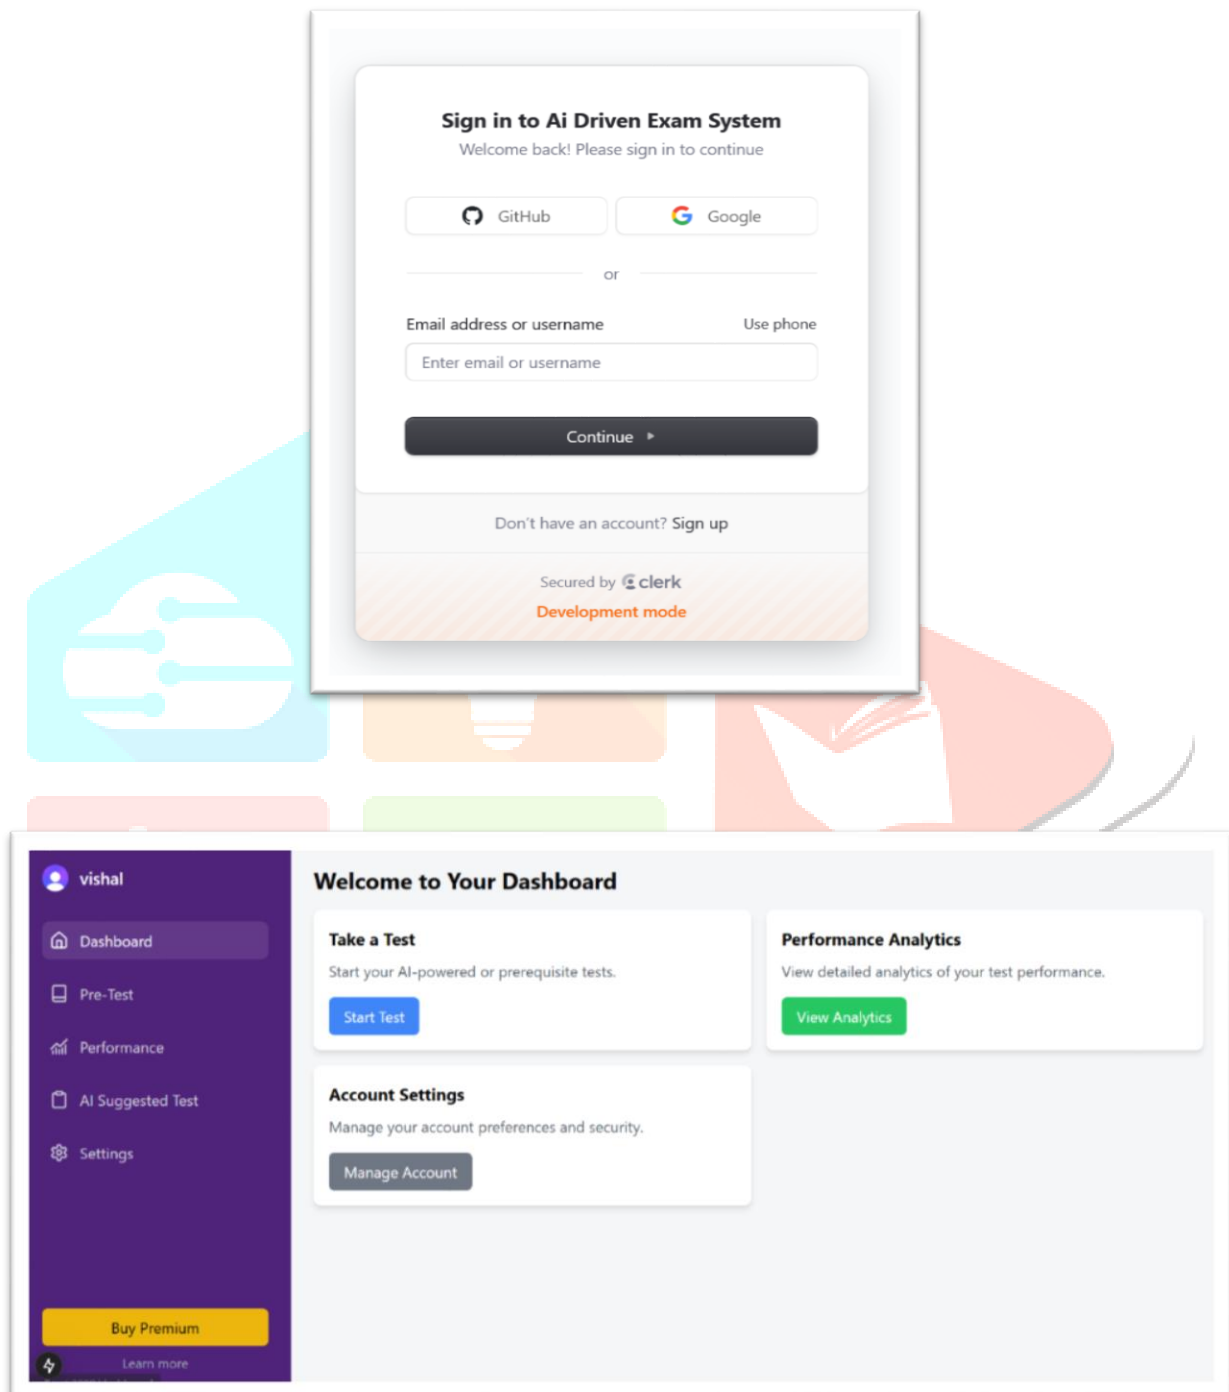 Sign in to Ai Driven Exam System
Welcome back! Please sign in to continue
GitHub
Google
or
Email address or username
Use phone
Enter email or username
Continue
Don't have an account? Sign up
Secured by clerk
Development mode
vishal
Dashboard
Pre-Test
Performance
AI Suggested Test
Settings
Buy Premium
Learn more
Welcome to Your Dashboard
Take a Test
Start your AI-powered or prerequisite tests.
Start Test
Performance Analytics
View detailed analytics of your test performance.
View Analytics
Account Settings
Manage your account preferences and security.
Manage Account